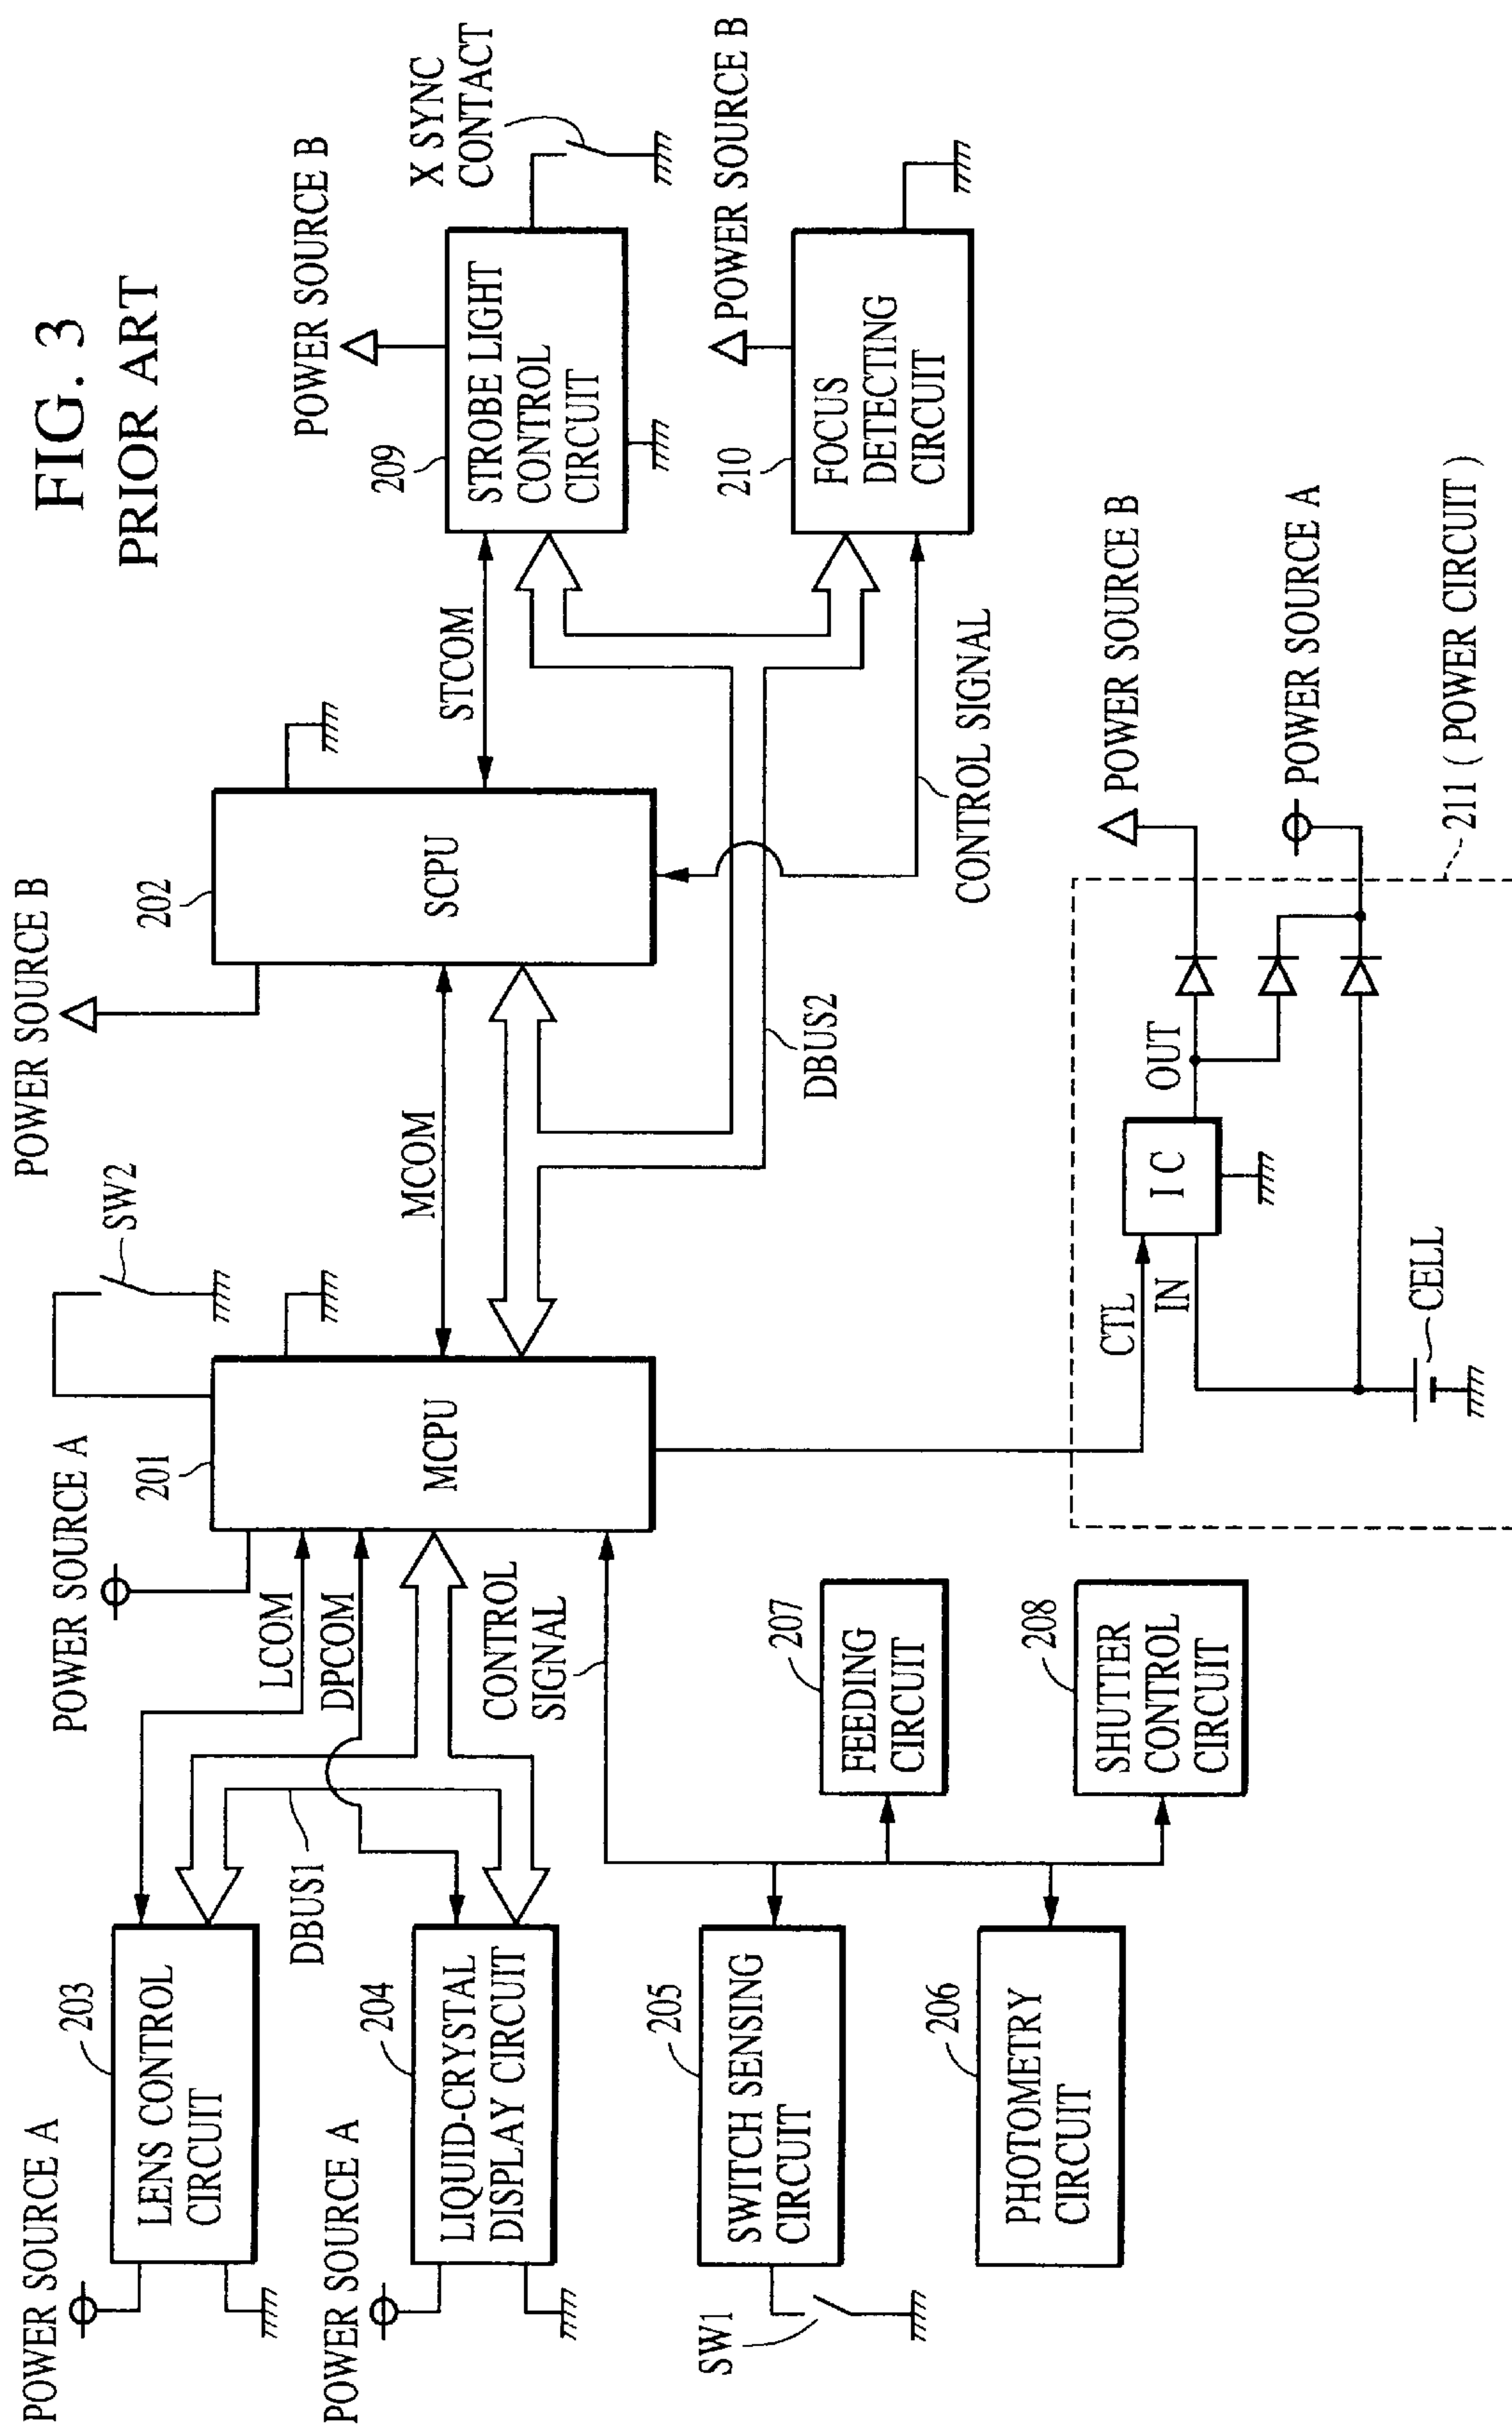 FIG. 3
PRIOR ART
POWER SOURCE A
203
LENS CONTROL
CIRCUIT
POWER SOURCE A
204
LIQUID-CRYSTAL
DISPLAY CIRCUIT
DBUS1
LCOM
DPCOM
CONTROL
SIGNAL
SW1
205
SWITCH SENSING
CIRCUIT
206
PHOTOMETRY
CIRCUIT
207
FEEDING
CIRCUIT
208
SHUTTER
CONTROL
CIRCUIT
POWER SOURCE A
201
MCPU
SW2
MCOM
POWER SOURCE B
202
SCPU
DBUS2
STCOM
CONTROL SIGNAL
POWER SOURCE B
209
STROBE LIGHT
CONTROL
CIRCUIT
X SYNC
CONTACT
POWER SOURCE B
210
FOCUS
DETECTING
CIRCUIT
CTL
IN
I C
OUT
CELL
POWER SOURCE B
POWER SOURCE A
211 ( POWER CIRCUIT )